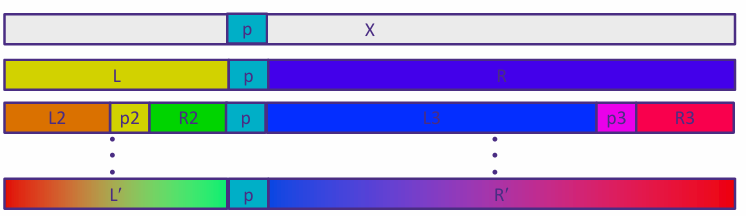 p X
L p R
L2 p2 R2 p L3 p3 R3
L’ p R’